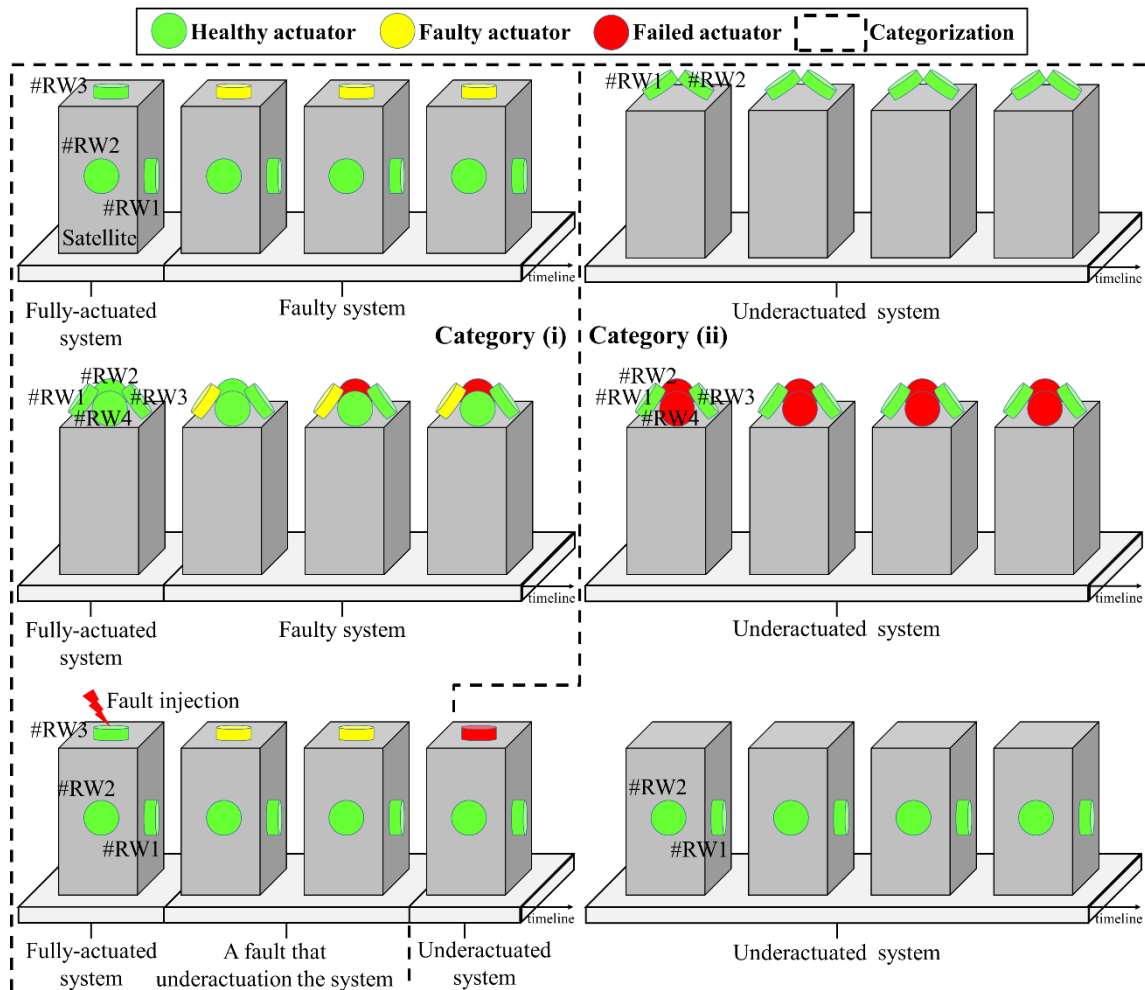 Healthy actuator
Faulty actuator
Failed actuator
Categorization
#RW3
#RW2
#RW1
Satellite
timeline
Fully-actuated
system
Faulty system
#RW1
#RW2
timeline
Underactuated system
Category (i)
Category (ii)
#RW2
#RW1
#RW3
#RW4
timeline
Fully-actuated
system
Faulty system
#RW2
#RW1
#RW3
#RW4
timeline
Underactuated system
Fault injection
#RW3
#RW2
#RW1
timeline
Fully-actuated
system
A fault that
underactuation the system
Underactuated
system
#RW2
#RW1
timeline
Underactuated system